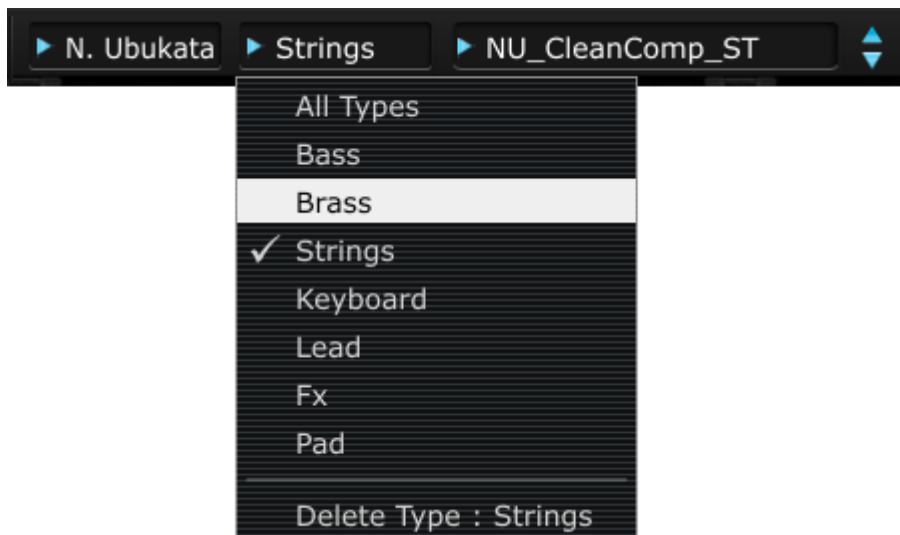 N. Ubukata Strings NU_CleanComp_ST
All Types
Bass
Brass
Strings
Keyboard
Lead
Fx
Pad
Delete Type : Strings